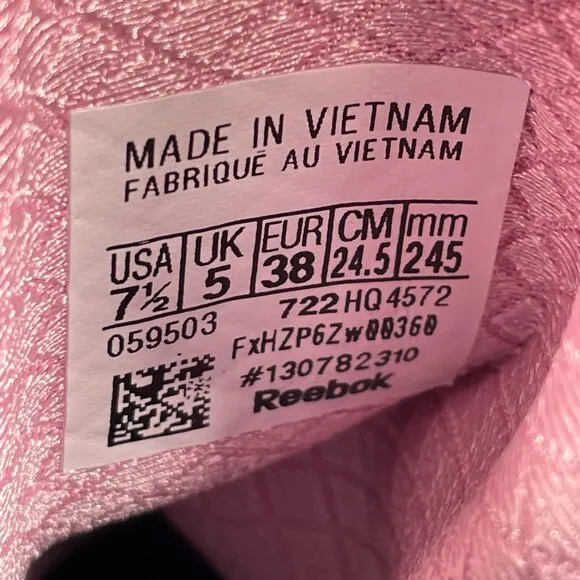 MADE IN VIETNAM
FABRIQUÉ AU VIETNAM
USA UK EUR CM mm
7½ 5 38 24.5 245
059503 722 HQ4572
FxHZP6Zw00360
#130782310
Reebok